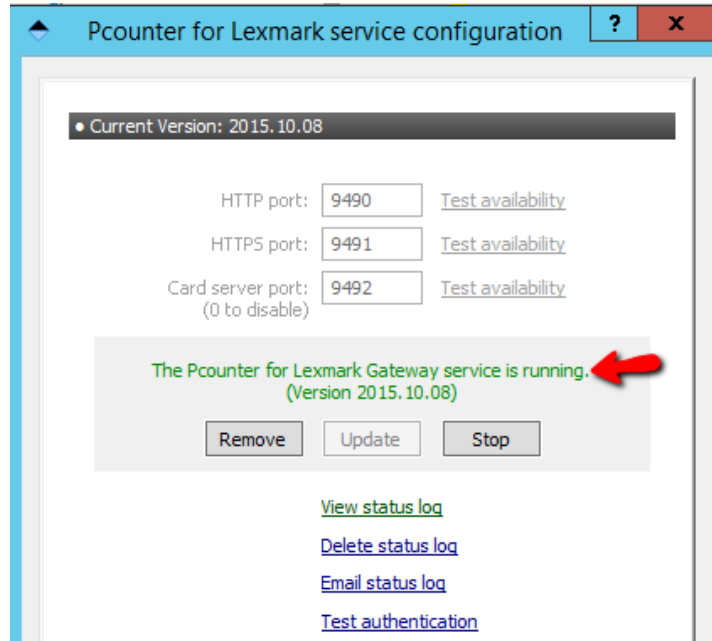 Pcounter for Lexmark service configuration ? x
• Current Version: 2015.10.08
HTTP port: 9490 Test availability
HTTPS port: 9491 Test availability
Card server port: 9492 Test availability
(0 to disable)
The Pcounter for Lexmark Gateway service is running.
(Version 2015.10.08)
Remove Update Stop
View status log
Delete status log
Email status log
Test authentication